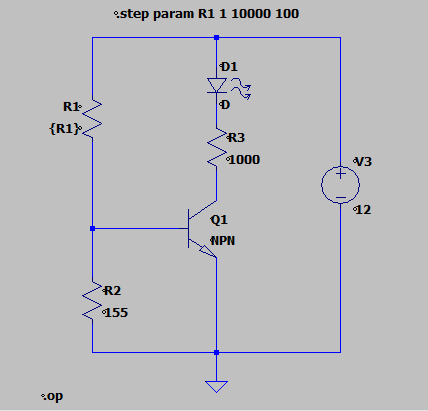 .step param R1 1 10000 100
D1
D
R1
{R1}
R3
1000
V3
12
Q1
NPN
R2
155
.op